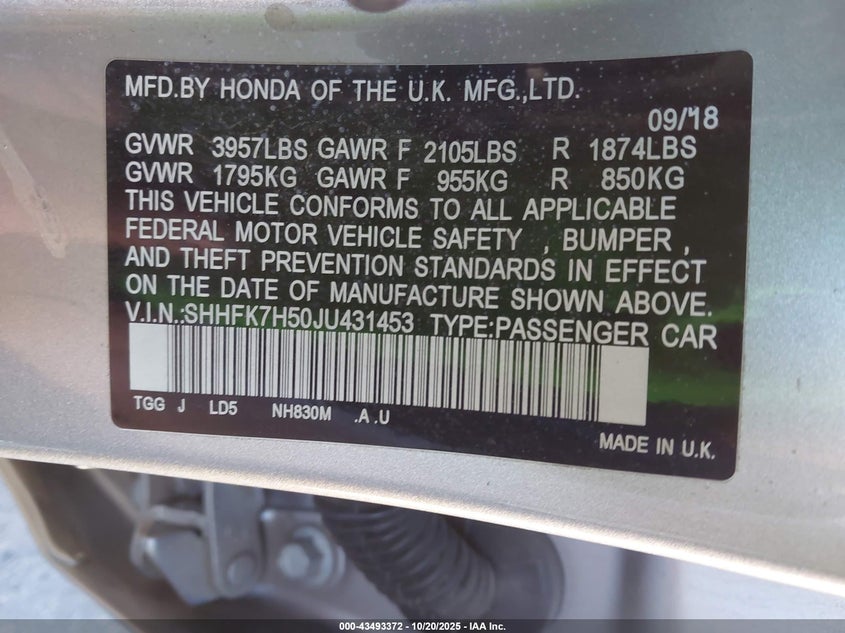 MFD.BY HONDA OF THE U.K. MFG.,LTD.
09/18
GVWR 3957LBS GAWR F 2105LBS R 1874LBS
GVWR 1795KG GAWR F 955KG R 850KG
THIS VEHICLE CONFORMS TO ALL APPLICABLE
FEDERAL MOTOR VEHICLE SAFETY , BUMPER ,
AND THEFT PREVENTION STANDARDS IN EFFECT
ON THE DATE OF MANUFACTURE SHOWN ABOVE.
V.I.N.:SHHFK7H50JU431453 TYPE:PASSENGER CAR
TGG J LD5 NH830M .A .U
MADE IN U.K.
000-43493372 - 10/20/2025 - IAA Inc.